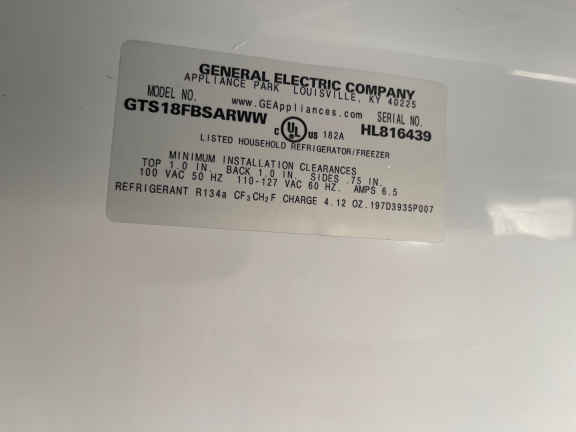 GENERAL ELECTRIC COMPANY
APPLIANCE PARK LOUISVILLE, KY 40225
MODEL NO. www.GEAppliances.com SERIAL NO.
GTS18FBSARWW c UL us 182A HL816439
LISTED HOUSEHOLD REFRIGERATOR/FREEZER
MINIMUM INSTALLATION CLEARANCES
TOP 1.0 IN. BACK 1.0 IN. SIDES .75 IN.
100 VAC 50 HZ 110-127 VAC 60 HZ. AMPS 6.5
REFRIGERANT R134a CF₃CH₂F CHARGE 4.12 OZ. 197D3935P007